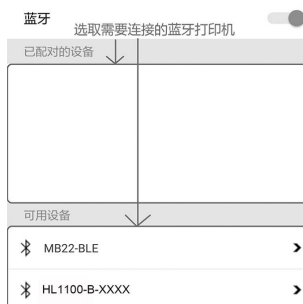 蓝牙
选取需要连接的蓝牙打印机
已配对的设备
可用设备
MB22-BLE
HL1100-B-XXXX